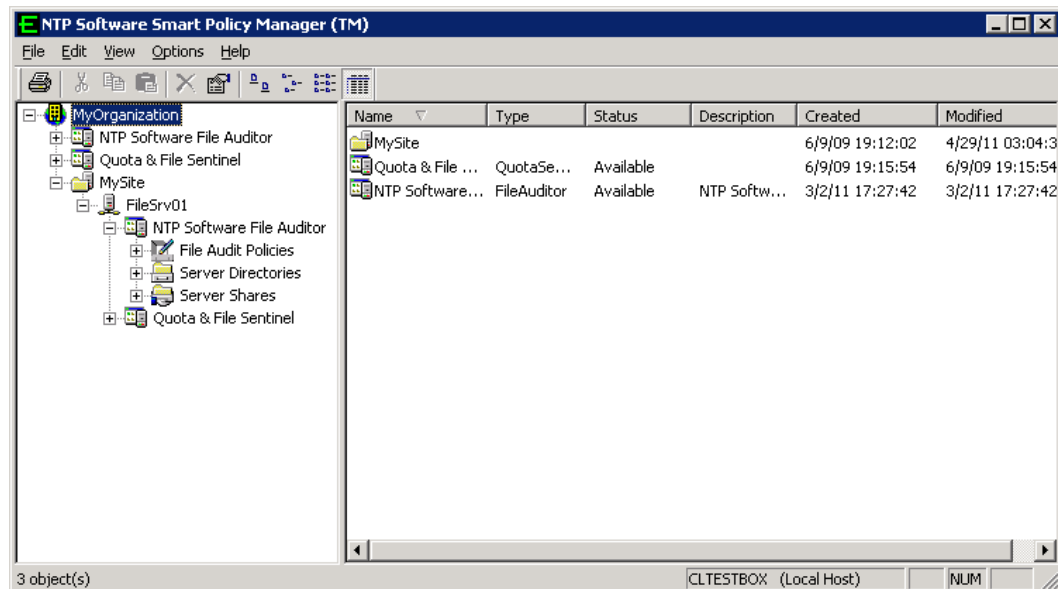 NTP Software Smart Policy Manager (TM)
File Edit View Options Help
MyOrganization
NTP Software File Auditor
Quota & File Sentinel
MySite
FileSrv01
NTP Software File Auditor
File Audit Policies
Server Directories
Server Shares
Quota & File Sentinel
Name Type Status Description Created Modified
MySite 6/9/09 19:12:02 4/29/11 03:04:3
Quota & File ... QuotaSe... Available 6/9/09 19:15:54 6/9/09 19:15:54
NTP Software... FileAuditor Available NTP Softw... 3/2/11 17:27:42 3/2/11 17:27:42
3 object(s) CLTESTBOX (Local Host) NUM